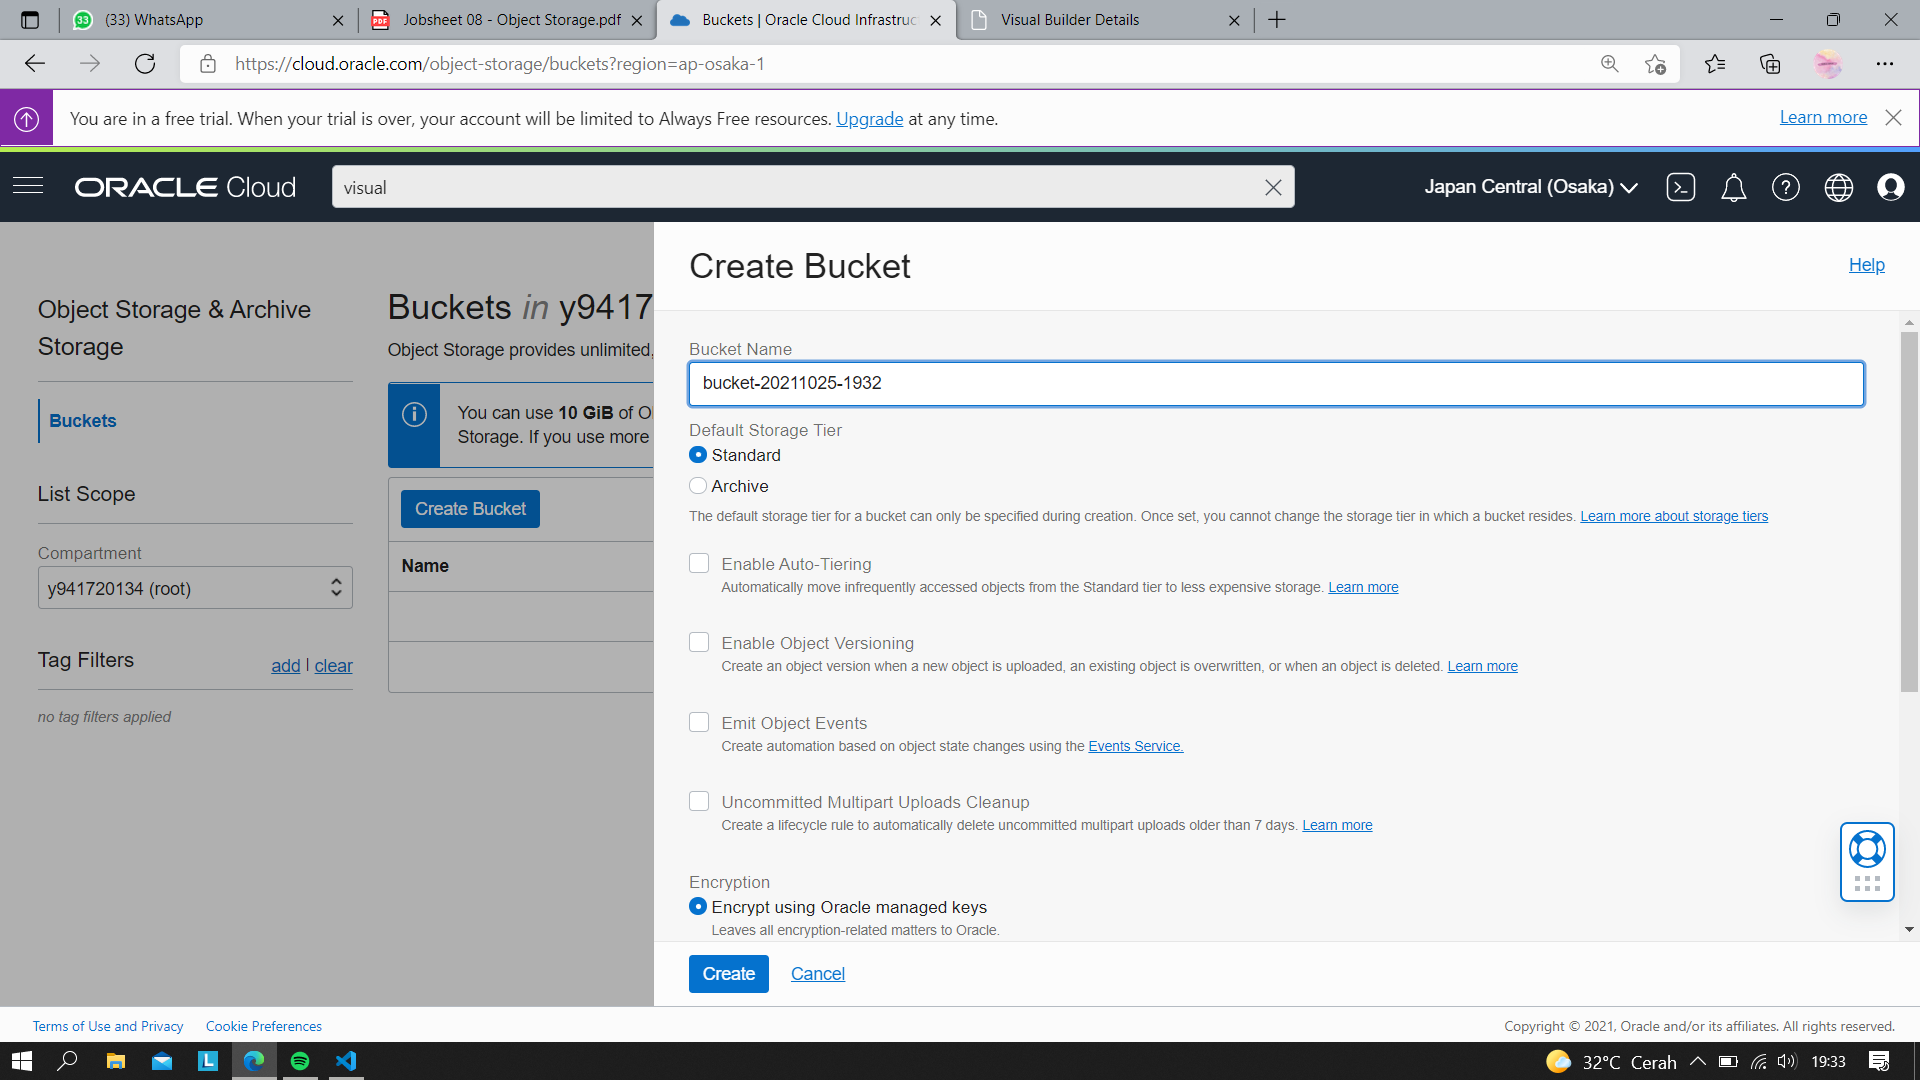 (33) WhatsApp
Jobsheet 08 - Object Storage.pdf
Buckets | Oracle Cloud Infrastruc
Visual Builder Details
https://cloud.oracle.com/object-storage/buckets?region=ap-osaka-1
You are in a free trial. When your trial is over, your account will be limited to Always Free resources. Upgrade at any time.
Learn more
ORACLE Cloud
visual
Japan Central (Osaka)
Object Storage & Archive
Storage
Buckets
List Scope
Compartment
y941720134 (root)
Tag Filters
add | clear
no tag filters applied
Buckets in y9417
Object Storage provides unlimited,
You can use 10 GiB of O
Storage. If you use more
Create Bucket
Name
Create Bucket
Help
Bucket Name
bucket-20211025-1932
Default Storage Tier
Standard
Archive
The default storage tier for a bucket can only be specified during creation. Once set, you cannot change the storage tier in which a bucket resides. Learn more about storage tiers
Enable Auto-Tiering
Automatically move infrequently accessed objects from the Standard tier to less expensive storage. Learn more
Enable Object Versioning
Create an object version when a new object is uploaded, an existing object is overwritten, or when an object is deleted. Learn more
Emit Object Events
Create automation based on object state changes using the Events Service.
Uncommitted Multipart Uploads Cleanup
Create a lifecycle rule to automatically delete uncommitted multipart uploads older than 7 days. Learn more
Encryption
Encrypt using Oracle managed keys
Leaves all encryption-related matters to Oracle.
Create
Cancel
Terms of Use and Privacy
Cookie Preferences
Copyright © 2021, Oracle and/or its affiliates. All rights reserved.
32°C Cerah
19:33